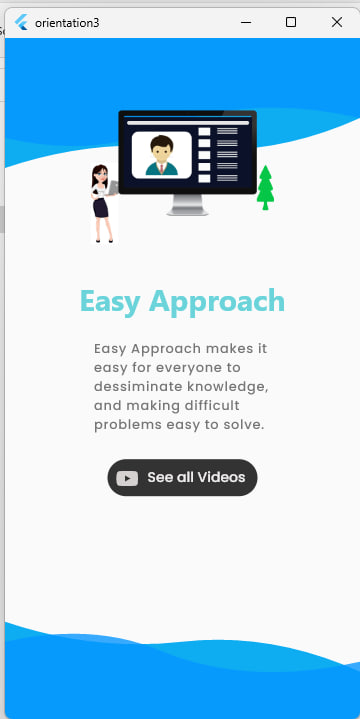 orientation3
Easy Approach
Easy Approach makes it
easy for everyone to
dessiminate knowledge,
and making difficult
problems easy to solve.
See all Videos